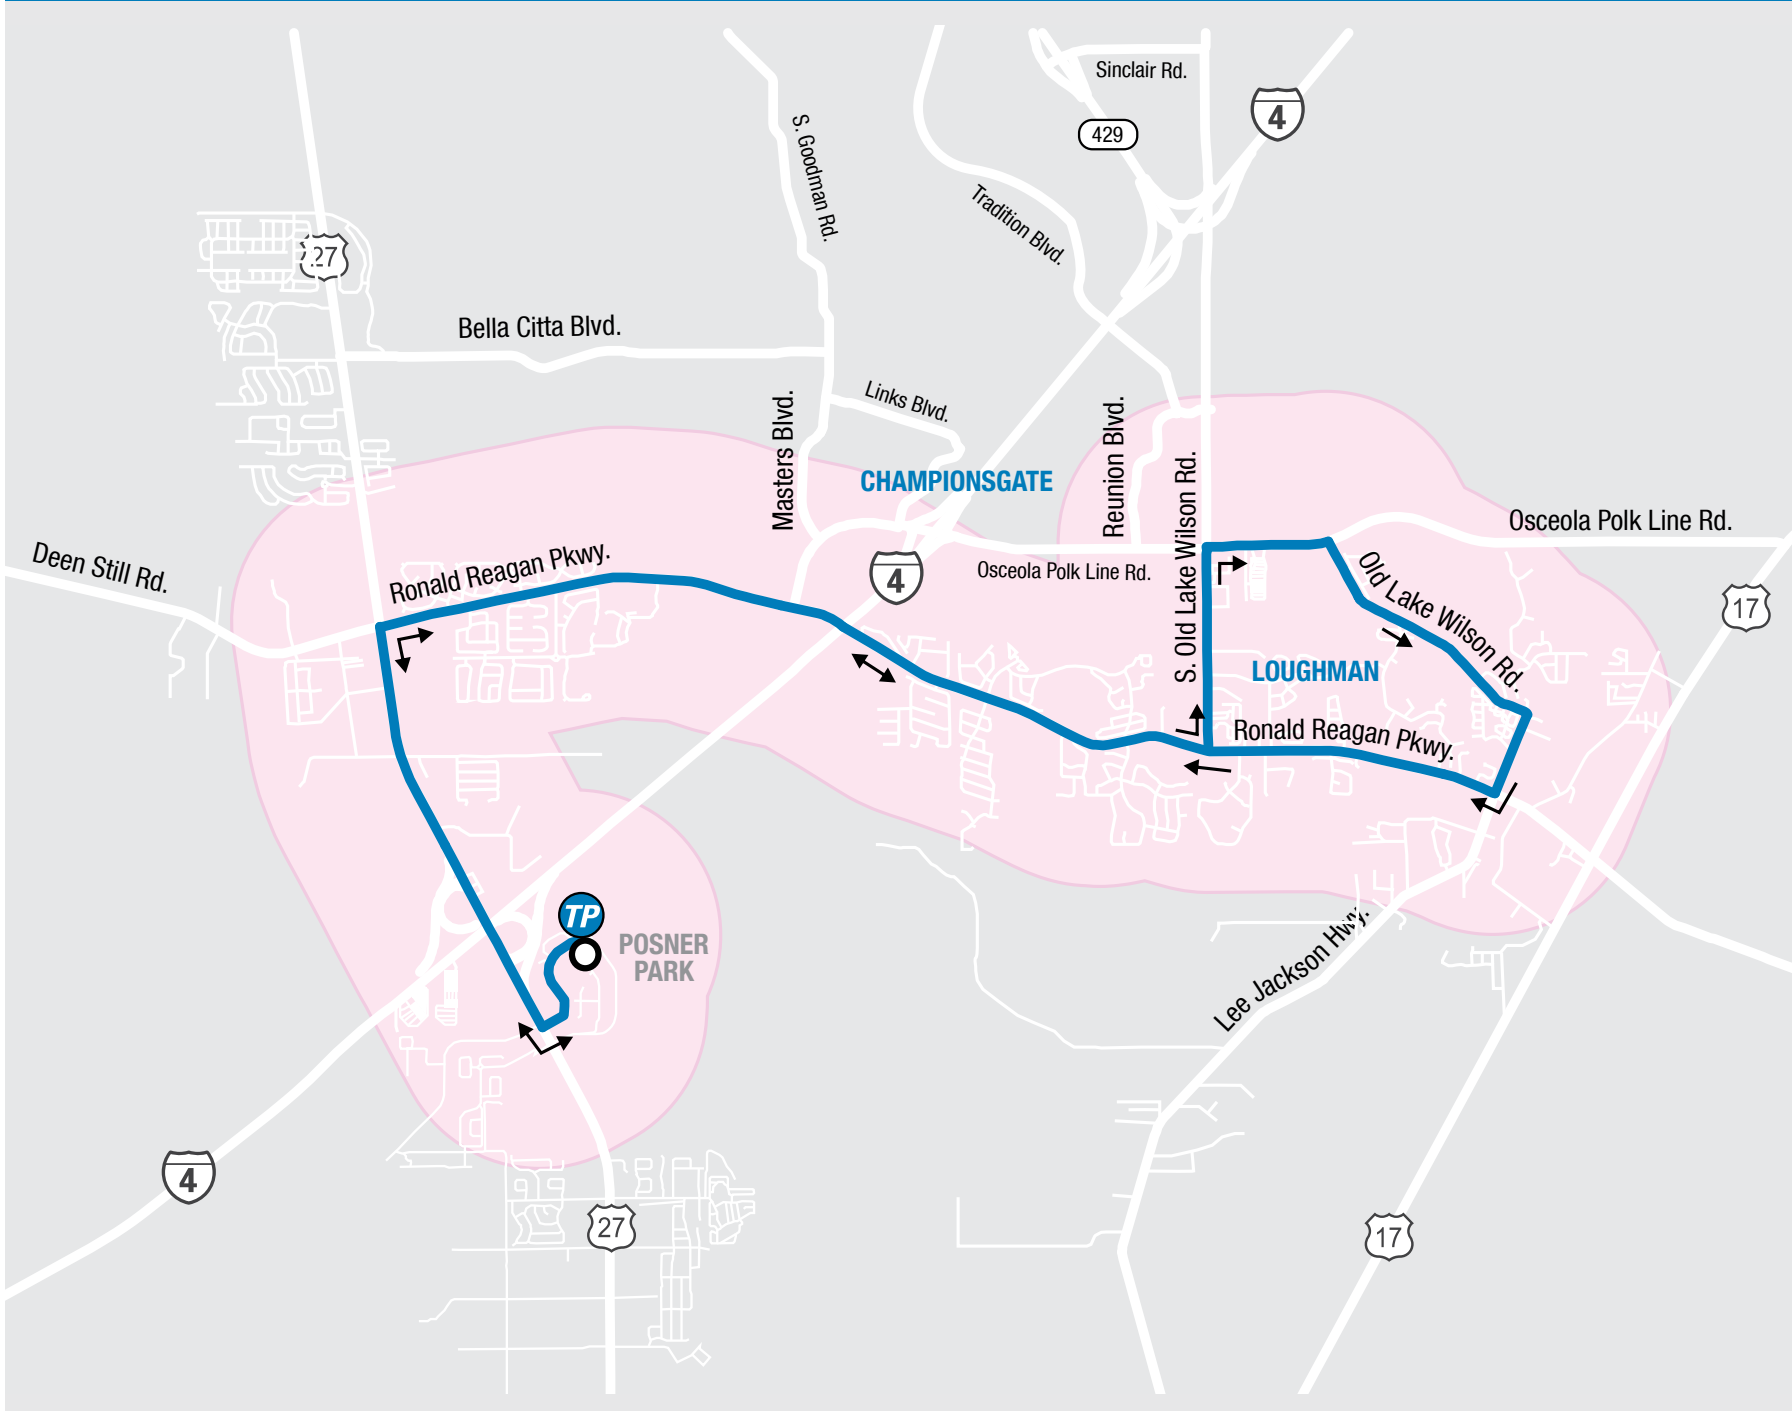 Sinclair Rd.
4
429
S. Goodman Rd.
Tradition Blvd.
27
Bella Citta Blvd.
Links Blvd.
Masters Blvd.
Reunion Blvd.
CHAMPIONSGATE
S. Old Lake Wilson Rd.
Osceola Polk Line Rd.
Deen Still Rd.
Ronald Reagan Pkwy.
4
Osceola Polk Line Rd.
Old Lake Wilson Rd.
17
LOUGHMAN
Ronald Reagan Pkwy.
TP
POSNER
PARK
Lee Jackson Hwy.
4
27
17